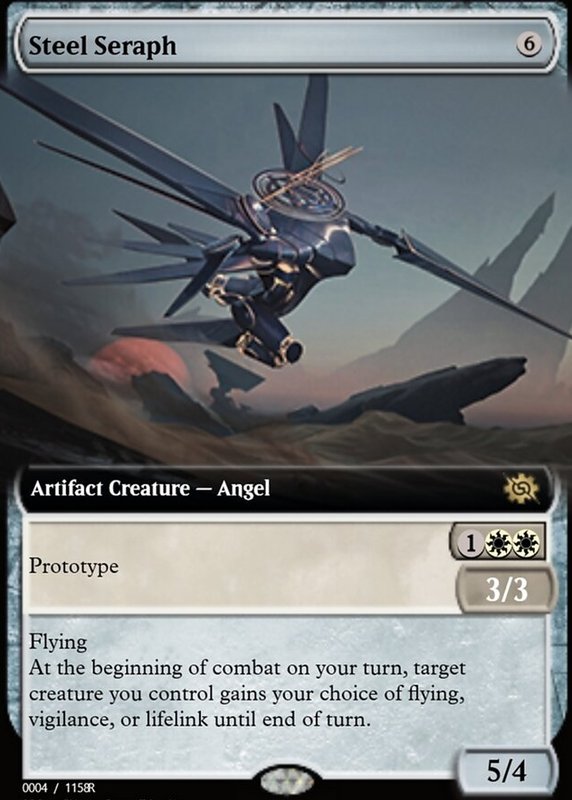 Steel Seraph 6
Artifact Creature — Angel
1
Prototype
3/3
Flying
At the beginning of combat on your turn, target
creature you control gains your choice of flying,
vigilance, or lifelink until end of turn.
5/4
0004 / 1158R